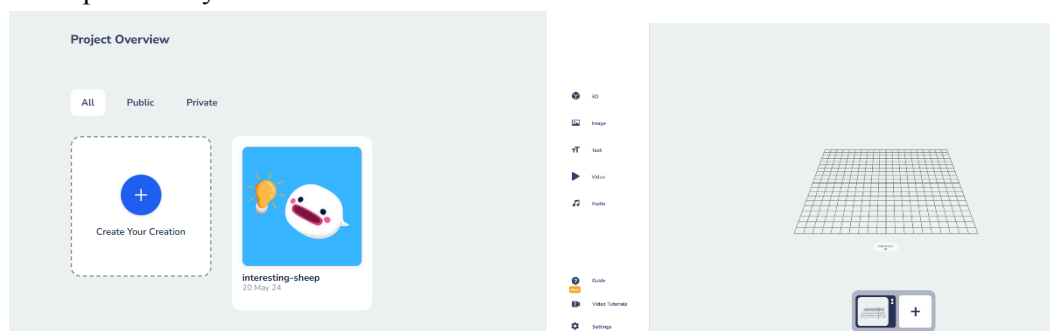 Project Overview
All Public Private
Create Your Creation
interesting-sheep
20 May 24
3D
Image
Text
Video
Audio
Guide
Video Tutorials
Settings